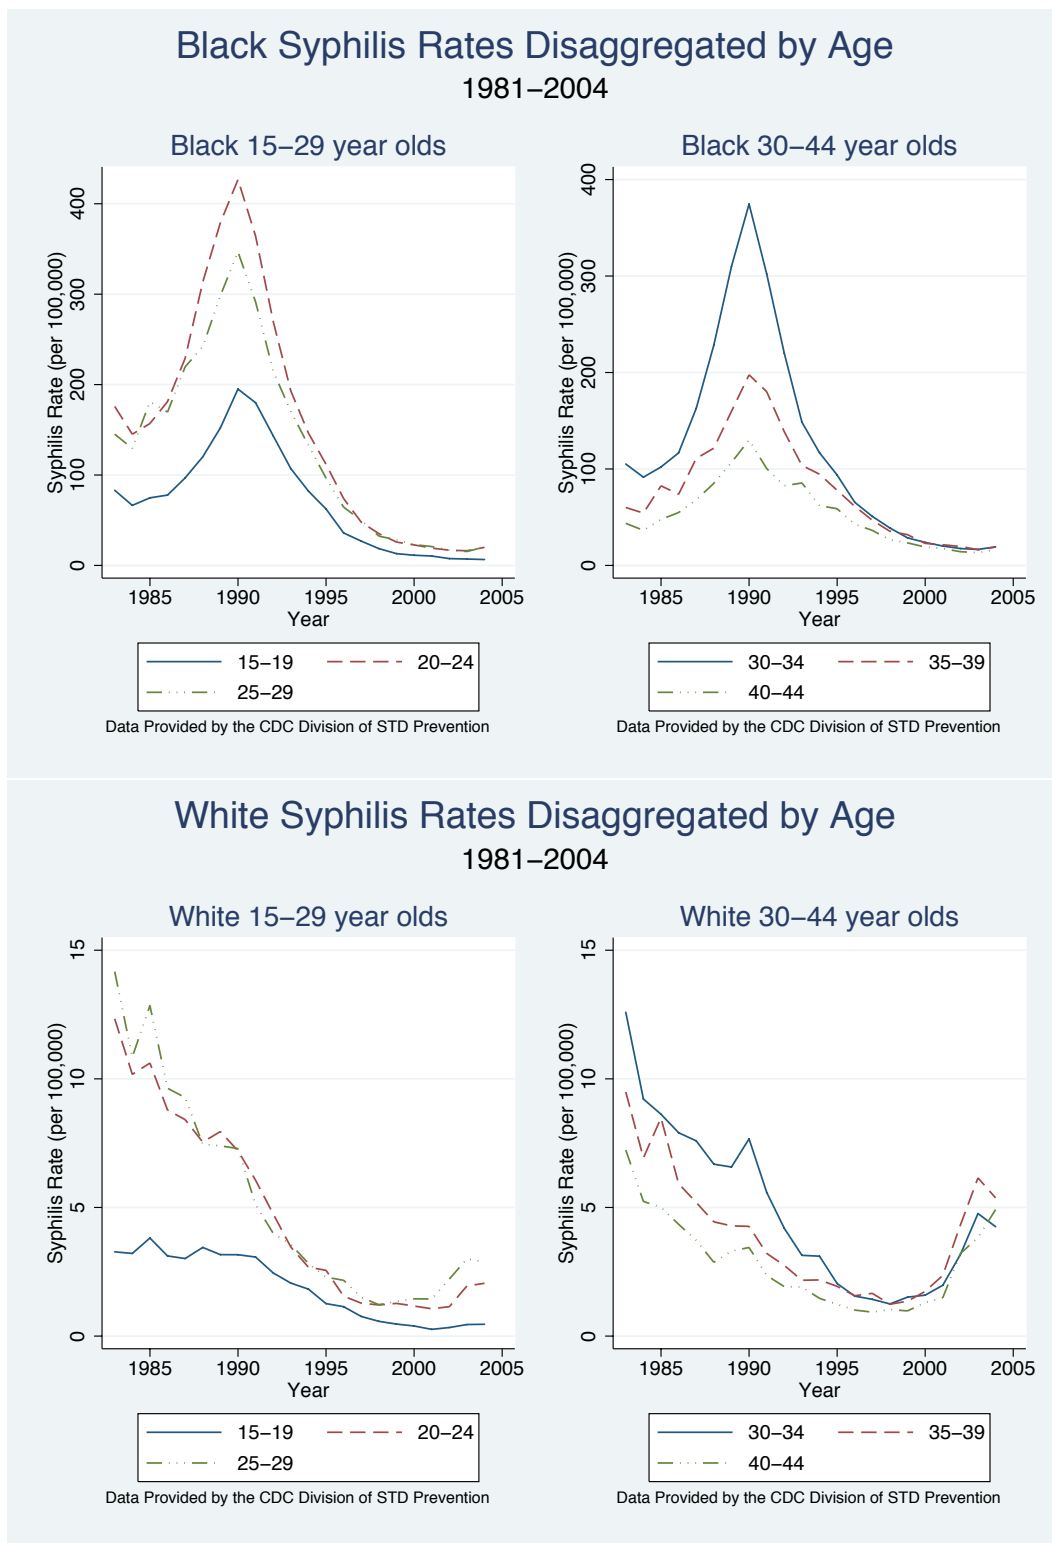 Black Syphilis Rates Disaggregated by Age
1981−2004
Black 15−29 year olds
Syphilis Rate (per 100,000)
400
300
200
100
0
1985 1990 1995 2000 2005
Year
15−19 20−24
25−29
Data Provided by the CDC Division of STD Prevention
Black 30−44 year olds
Syphilis Rate (per 100,000)
400
300
200
100
0
1985 1990 1995 2000 2005
Year
30−34 35−39
40−44
Data Provided by the CDC Division of STD Prevention
White Syphilis Rates Disaggregated by Age
1981−2004
White 15−29 year olds
Syphilis Rate (per 100,000)
15
10
5
0
1985 1990 1995 2000 2005
Year
15−19 20−24
25−29
Data Provided by the CDC Division of STD Prevention
White 30−44 year olds
Syphilis Rate (per 100,000)
15
10
5
0
1985 1990 1995 2000 2005
Year
30−34 35−39
40−44
Data Provided by the CDC Division of STD Prevention